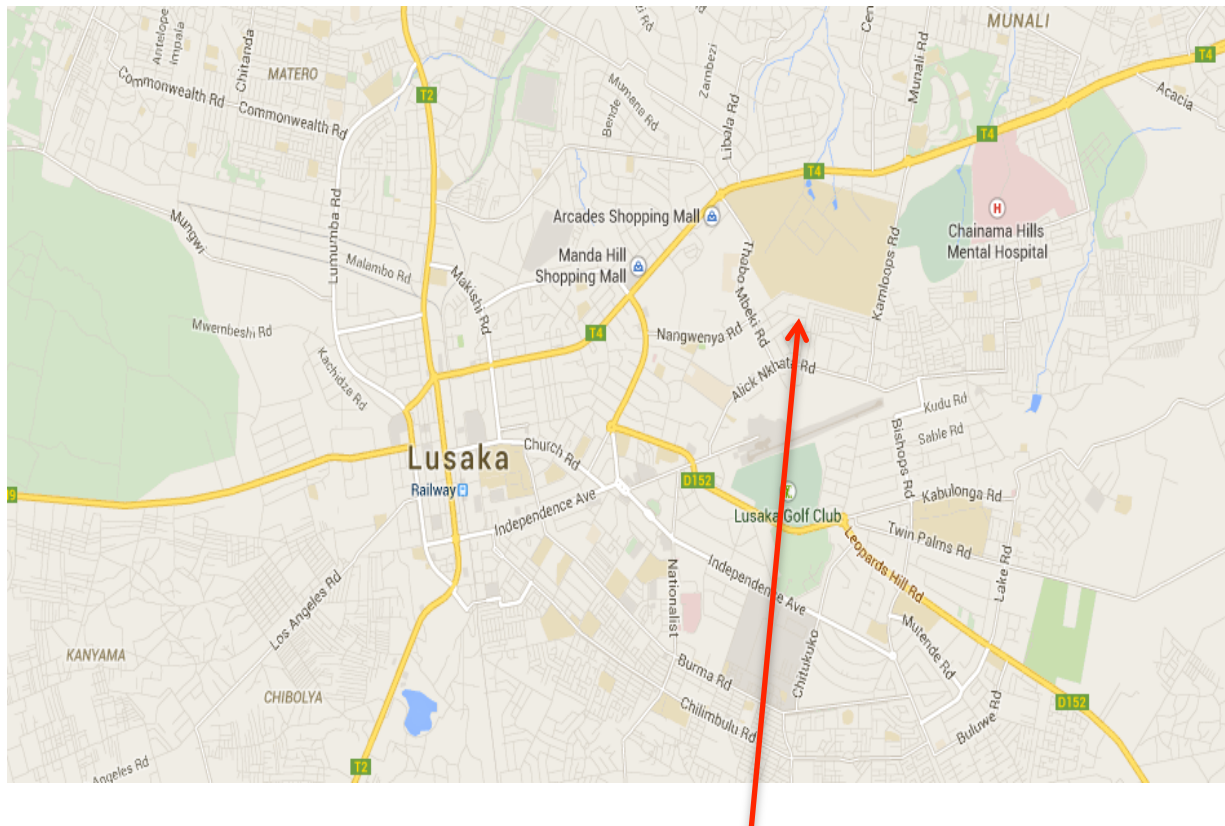 MUNALI
Antelope
Impala
Chitanda
MATERO
Commonwealth Rd
Commonwealth Rd
T2
Mumana Rd
Bende
Zambezi
Libala Rd
Munali Rd
T4
Acacia
T4
T4
Lumumba Rd
Mungwi
Malambo Rd
Makishi Rd
Arcades Shopping Mall
Manda Hill
Shopping Mall
Thabo Mbeki Rd
Kamloops Rd
H
Chainama Hills
Mental Hospital
Mwembeshi Rd
Kachidza Rd
T4
Nangwenya Rd
Alick Nkhata Rd
Kudu Rd
Sable Rd
Bishops Rd
Lusaka
Church Rd
Railway
Independence Ave
D152
Lusaka Golf Club
Kabulonga Rd
Twin Palms Rd
Leopards Hill Rd
Lake Rd
Independence Ave
Nationalist
Los Angeles Rd
KANYAMA
CHIBOLYA
Burma Rd
Chilimbulu Rd
Chitukuko
Mutende Rd
Buluwe Rd
D152
T2
Angeles Rd